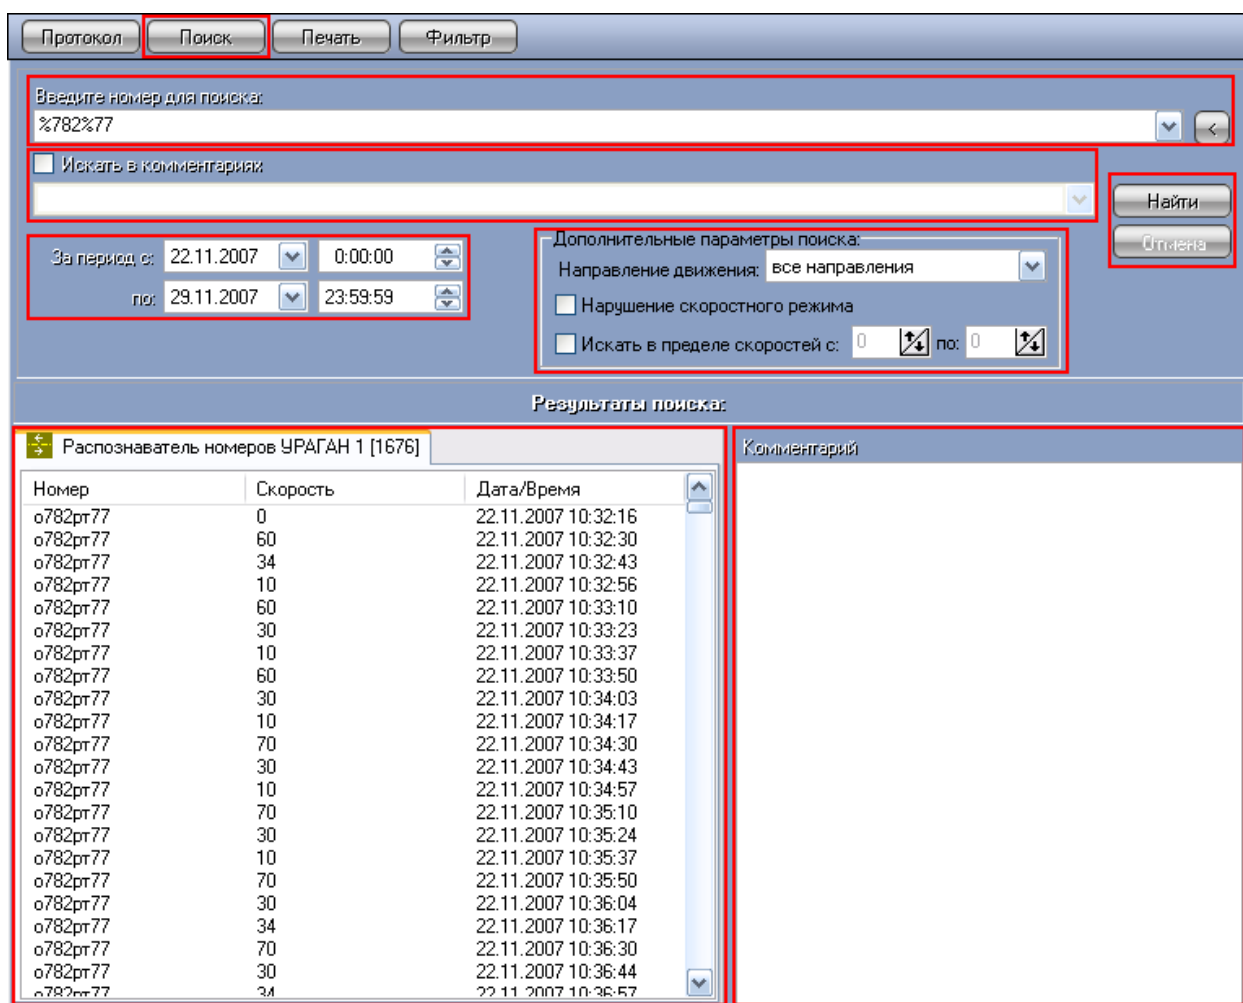 Протокол Поиск Печать Фильтр
Введите номер для поиска:
%782%77 <
Искать в комментариях
Найти
Отмена
За период с: 22.11.2007 0:00:00
по: 29.11.2007 23:59:59
Дополнительные параметры поиска:
Направление движения: все направления
Нарушение скоростного режима
Искать в пределе скоростей с: 0 по: 0
Результаты поиска:
Распознаватель номеров УРАГАН 1 [1676]
Комментарий
Номер Скорость Дата/Время
о782рт77 0 22.11.2007 10:32:16
о782рт77 60 22.11.2007 10:32:30
о782рт77 34 22.11.2007 10:32:43
о782рт77 10 22.11.2007 10:32:56
о782рт77 60 22.11.2007 10:33:10
о782рт77 30 22.11.2007 10:33:23
о782рт77 10 22.11.2007 10:33:37
о782рт77 60 22.11.2007 10:33:50
о782рт77 30 22.11.2007 10:34:03
о782рт77 10 22.11.2007 10:34:17
о782рт77 70 22.11.2007 10:34:30
о782рт77 30 22.11.2007 10:34:43
о782рт77 10 22.11.2007 10:34:57
о782рт77 70 22.11.2007 10:35:10
о782рт77 30 22.11.2007 10:35:24
о782рт77 10 22.11.2007 10:35:37
о782рт77 70 22.11.2007 10:35:50
о782рт77 30 22.11.2007 10:36:04
о782рт77 34 22.11.2007 10:36:17
о782рт77 70 22.11.2007 10:36:30
о782рт77 30 22.11.2007 10:36:44
о782рт77 34 22.11.2007 10:36:57